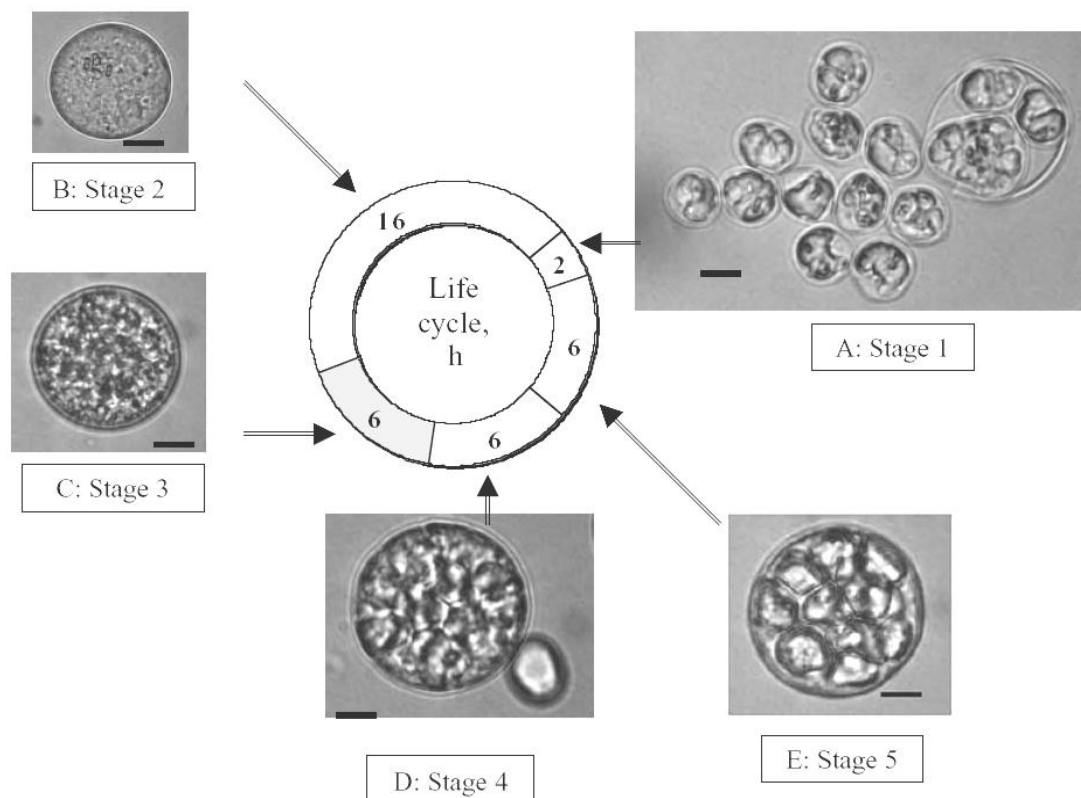 B: Stage 2
16
2
Life
cycle,
h
6
A: Stage 1
6
6
C: Stage 3
D: Stage 4
E: Stage 5